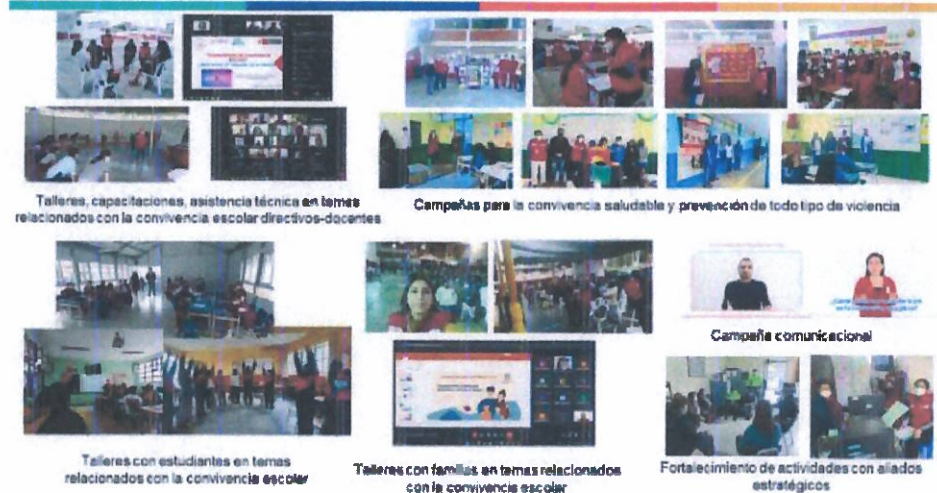 Talleres, capacitaciones, asistencia técnica en temas
relacionados con la convivencia escolar directivos-docentes
Campañas para la convivencia saludable y prevención de todo tipo de violencia
Campaña comunicacional
Talleres con estudiantes en temas
relacionados con la convivencia escolar
Talleres con familias en temas relacionados
con la convivencia escolar
Fortalecimiento de actividades con aliados
estratégicos